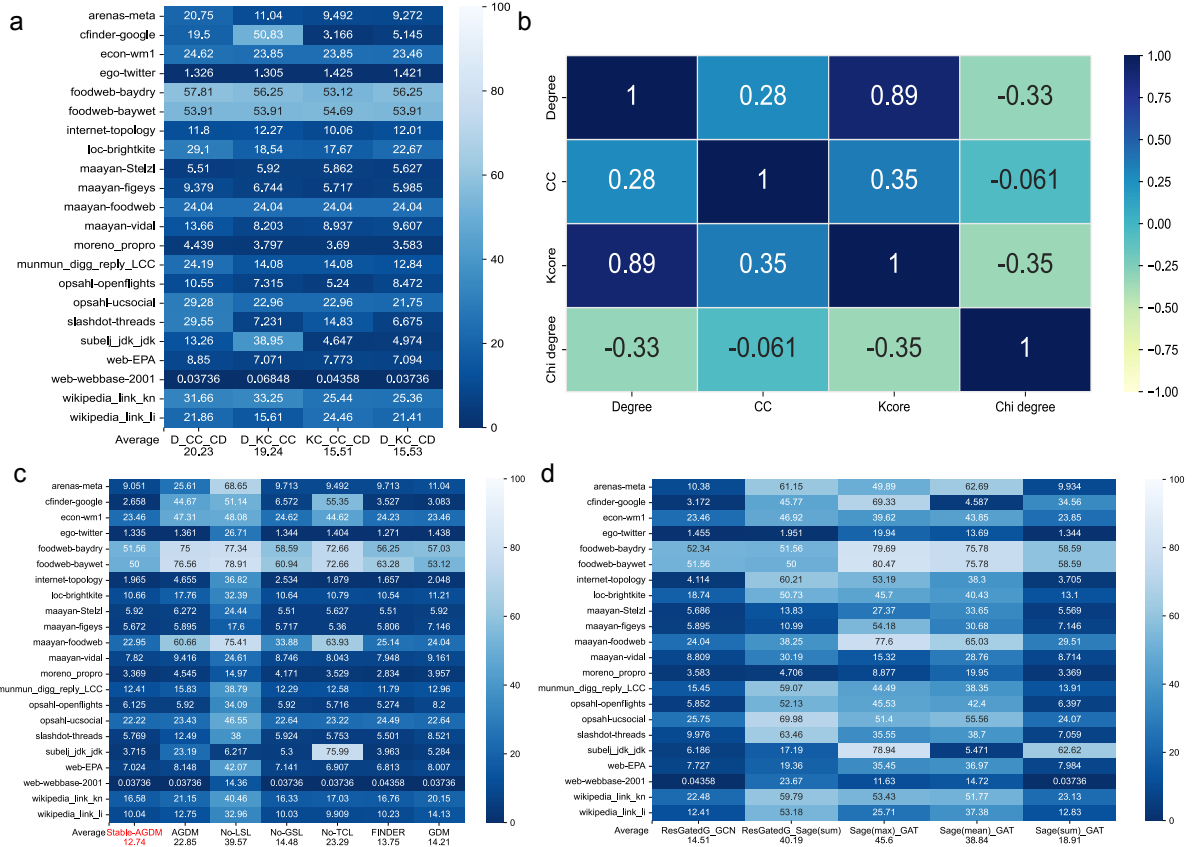 a
arenas-meta 20.75 11.04 9.492 9.272
cfinder-google 19.5 50.83 3.166 5.145
econ-wm1 24.62 23.85 23.85 23.46
ego-twitter 1.326 1.305 1.425 1.421
foodweb-baydry 57.81 56.25 53.12 56.25
foodweb-baywet 53.91 53.91 54.69 53.91
internet-topology 11.8 12.27 10.06 12.01
loc-brightkite 29.1 18.54 17.67 22.67
maayan-Stelzl 5.51 5.92 5.862 5.627
maayan-figeys 9.379 6.744 5.717 5.985
maayan-foodweb 24.04 24.04 24.04 24.04
maayan-vidal 13.66 8.203 8.937 9.607
moreno_propro 4.439 3.797 3.69 3.583
munmun_digg_reply_LCC 24.19 14.08 14.08 12.84
opsahl-openflights 10.55 7.315 5.24 8.472
opsahl-ucsocial 29.28 22.96 22.96 21.75
slashdot-threads 29.55 7.231 14.83 6.675
subelj_jdk_jdk 13.26 38.95 4.647 4.974
web-EPA 8.85 7.071 7.773 7.094
web-webbase-2001 0.03736 0.06848 0.04358 0.03736
wikipedia_link_kn 31.66 33.25 25.44 25.36
wikipedia_link_li 21.86 15.61 24.46 21.41
D_CC_CD D_KC_CC KC_CC_CD D_KC_CD
Average 20.23 19.24 15.51 15.53
100
80
60
40
20
0
b
Degree 1 0.28 0.89 -0.33
CC 0.28 1 0.35 -0.061
Kcore 0.89 0.35 1 -0.35
Chi degree -0.33 -0.061 -0.35 1
Degree CC Kcore Chi degree
1.00
0.75
0.50
0.25
0.00
-0.25
-0.50
-0.75
-1.00
c
arenas-meta 9.051 25.61 68.65 9.713 9.492 9.713 11.04
cfinder-google 2.658 44.67 51.14 6.572 55.35 3.527 3.083
econ-wm1 23.46 47.31 48.08 24.62 44.62 24.23 23.46
ego-twitter 1.335 1.361 26.71 1.344 1.404 1.271 1.438
foodweb-baydry 51.56 75 77.34 58.59 72.66 56.25 57.03
foodweb-baywet 50 76.56 78.91 60.94 72.66 63.28 53.12
internet-topology 1.965 4.655 36.82 2.534 1.879 1.657 2.048
loc-brightkite 10.66 17.76 32.39 10.64 10.79 10.54 11.21
maayan-Stelzl 5.92 6.272 24.44 5.51 5.627 5.51 5.92
maayan-figeys 5.672 5.895 17.6 5.717 5.36 5.806 7.146
maayan-foodweb 22.95 60.66 75.41 33.88 63.93 25.14 24.04
maayan-vidal 7.82 9.416 24.61 8.746 8.043 7.948 9.161
moreno_propro 3.369 4.545 14.97 4.171 3.529 2.834 3.957
munmun_digg_reply_LCC 12.41 15.83 38.79 12.29 12.58 11.79 12.96
opsahl-openflights 6.125 5.92 34.09 5.92 5.716 5.274 8.2
opsahl-ucsocial 22.22 23.43 46.55 22.64 23.22 24.49 22.64
slashdot-threads 5.769 12.49 38 5.924 5.753 5.501 8.521
subelj_jdk_jdk 3.715 23.19 6.217 5.3 75.99 3.963 5.284
web-EPA 7.024 8.148 42.07 7.141 6.907 6.813 8.007
web-webbase-2001 0.03736 0.03736 14.36 0.03736 0.03736 0.04358 0.03736
wikipedia_link_kn 16.58 21.15 40.46 16.33 17.03 16.76 20.15
wikipedia_link_li 10.04 12.75 32.96 10.03 9.909 10.23 14.13
Average Stable-AGDM AGDM No-LSL No-GSL No-TCL FINDER GDM
12.74 22.85 39.57 14.48 23.29 13.75 14.21
100
80
60
40
20
0
d
arenas-meta 10.38 61.15 49.89 62.69 9.934
cfinder-google 3.172 45.77 69.33 4.587 34.56
econ-wm1 23.46 46.92 39.62 43.85 23.85
ego-twitter 1.455 1.951 19.94 13.69 1.344
foodweb-baydry 52.34 51.56 79.69 75.78 58.59
foodweb-baywet 51.56 50 80.47 75.78 58.59
internet-topology 4.114 60.21 53.19 38.3 3.705
loc-brightkite 18.74 50.73 45.7 40.43 13.1
maayan-Stelzl 5.686 13.83 27.37 33.65 5.569
maayan-figeys 5.895 10.99 54.18 30.68 7.146
maayan-foodweb 24.04 38.25 77.6 65.03 29.51
maayan-vidal 8.809 30.19 15.32 28.76 8.714
moreno_propro 3.583 4.706 8.877 19.95 3.369
munmun_digg_reply_LCC 15.45 59.07 44.49 38.35 13.91
opsahl-openflights 5.852 52.13 45.53 42.4 6.397
opsahl-ucsocial 25.75 69.98 51.4 55.56 24.07
slashdot-threads 9.976 63.46 35.55 38.7 7.059
subelj_jdk_jdk 6.186 17.19 78.94 5.471 62.62
web-EPA 7.727 19.36 35.45 36.97 7.984
web-webbase-2001 0.04358 23.67 11.63 14.72 0.03736
wikipedia_link_kn 22.48 59.79 53.43 51.77 23.13
wikipedia_link_li 12.41 53.18 25.71 37.38 12.83
Average ResGatedG_GCN ResGatedG_Sage(sum) Sage(max)_GAT Sage(mean)_GAT Sage(sum)_GAT
14.51 40.19 45.6 38.84 18.91
100
80
60
40
20
0